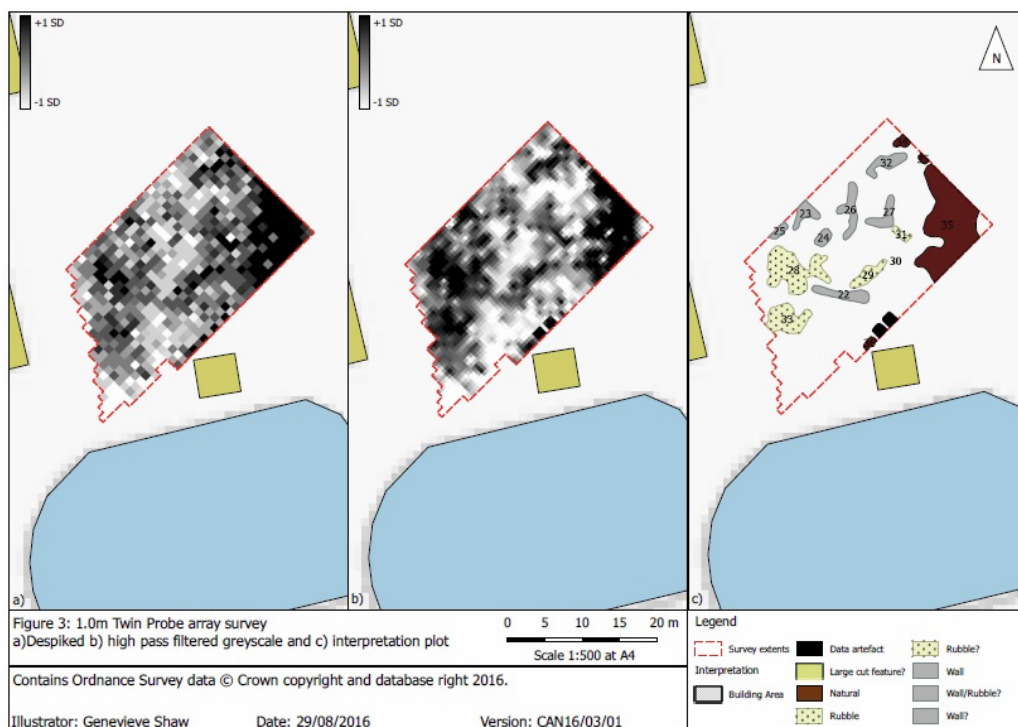 +1 SD
-1 SD
a)
+1 SD
-1 SD
b)
N
32
23
26
27
25
24
31
35
28
29
30
22
33
c)
Figure 3: 1.0m Twin Probe array survey
a)Despiked b) high pass filtered greyscale and c) interpretation plot
0 5 10 15 20 m
Scale 1:500 at A4
Contains Ordnance Survey data © Crown copyright and database right 2016.
Illustrator: Genevieve Shaw Date: 29/08/2016 Version: CAN16/03/01
Legend
Survey extents
Interpretation
Building Area
Data artefact
Large cut feature?
Natural
Rubble
Rubble?
Wall
Wall/Rubble?
Wall?